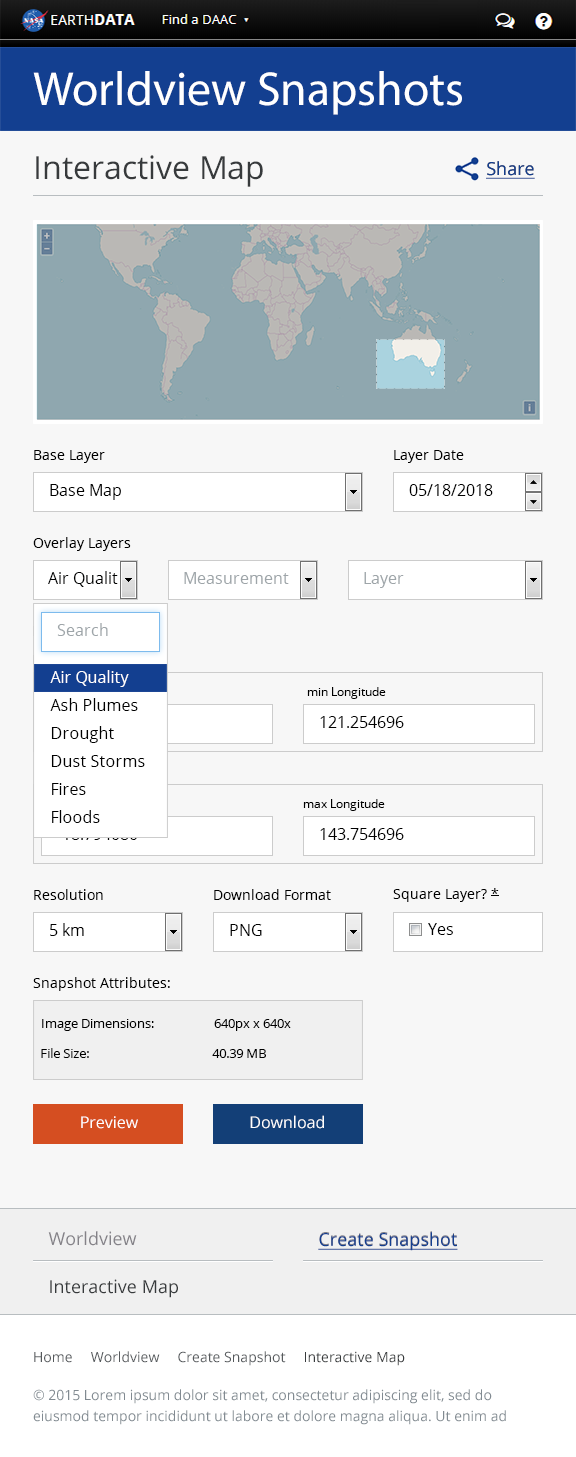 NASA EARTHDATA Find a DAAC ?
Worldview Snapshots
Interactive Map Share
+
−
i
Base Layer Layer Date
Base Map 05/18/2018
Overlay Layers
Air Qualit Measurement Layer
Search
Air Quality
Ash Plumes
Drought
Dust Storms
Fires
Floods
min Longitude
121.254696
max Longitude
143.754696
Resolution Download Format Square Layer? *
5 km PNG Yes
Snapshot Attributes:
Image Dimensions: 640px x 640x
File Size: 40.39 MB
Preview Download
Worldview Create Snapshot
Interactive Map
Home Worldview Create Snapshot Interactive Map
© 2015 Lorem ipsum dolor sit amet, consectetur adipiscing elit, sed do
eiusmod tempor incididunt ut labore et dolore magna aliqua. Ut enim ad